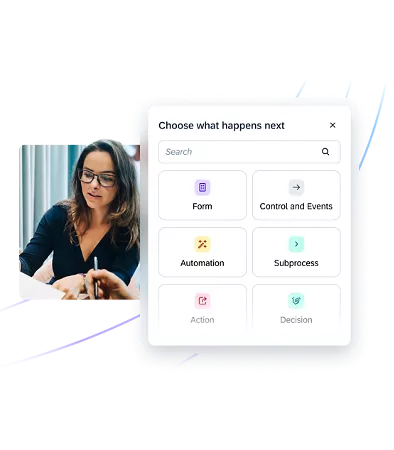 Choose what happens next
Search
Form
Control and Events
Automation
Subprocess
Action
Decision